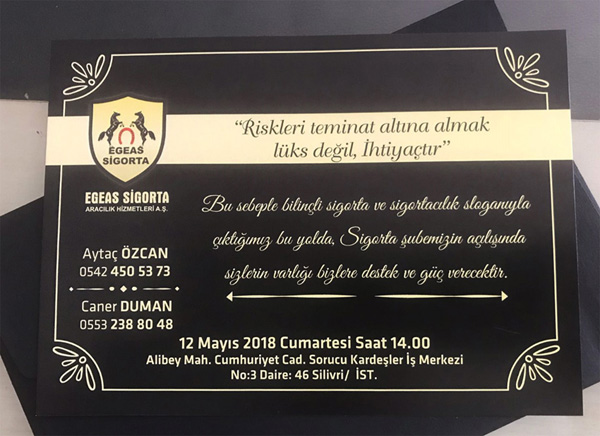 EGEAS
SİGORTA
EGEAS SİGORTA
ARACILIK HİZMETLERİ A.Ş.
Aytaç ÖZCAN
0542 450 53 73
Caner DUMAN
0553 238 80 48
“Riskleri teminat altına almak
lüks değil, İhtiyaçtır”
Bu sebeple bilinçli sigorta ve sigortacılık sloganıyla
çıktığımız bu yolda, Sigorta şubemizin açılışında
sizlerin varlığı bizlere destek ve güç verecektir.
12 Mayıs 2018 Cumartesi Saat 14.00
Alibey Mah. Cumhuriyet Cad. Sorucu Kardeşler İş Merkezi
No:3 Daire: 46 Silivri/ İST.